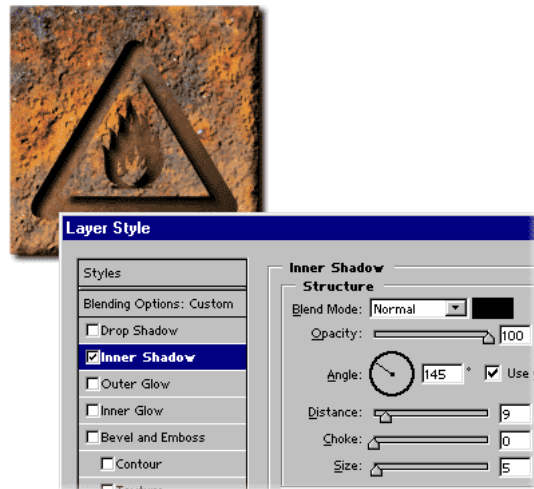 Layer Style
Styles
Blending Options: Custom
Drop Shadow
Inner Shadow
Outer Glow
Inner Glow
Bevel and Emboss
Contour
Inner Shadow
Structure
Blend Mode: Normal
Opacity: 100
Angle: 145 ° Use
Distance: 9
Choke: 0
Size: 5